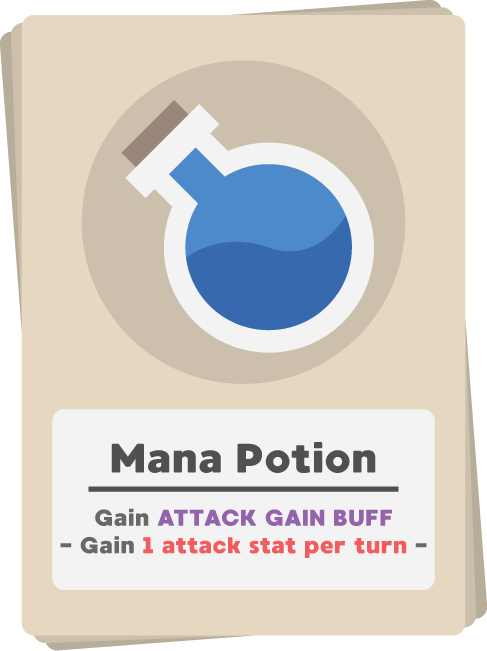 Mana Potion
Gain ATTACK GAIN BUFF
- Gain 1 attack stat per turn -